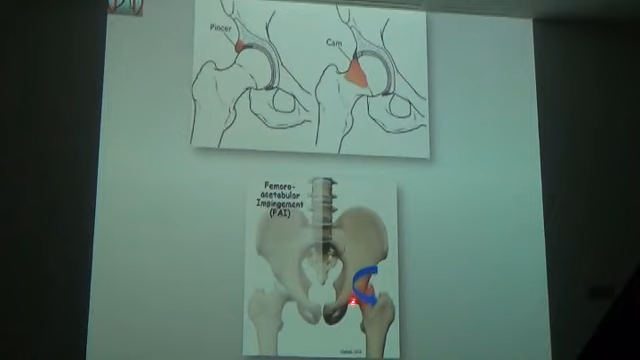 Pincer
Cam
Femoro-
acetabular
Impingement
(FAI)